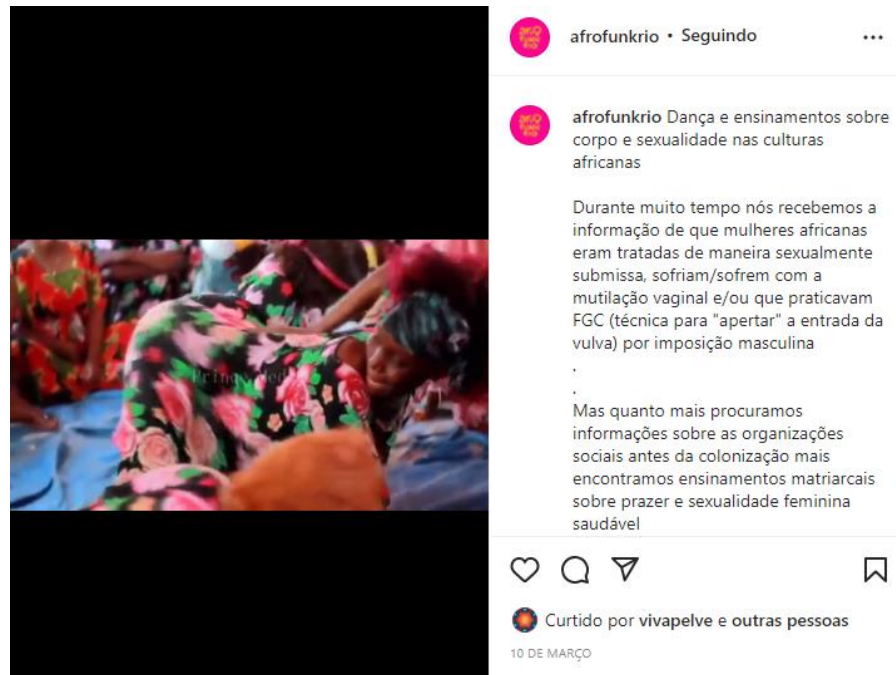 afrofunkrio • Seguindo
afrofunkrio Dança e ensinamentos sobre
corpo e sexualidade nas culturas
africanas
Durante muito tempo nós recebemos a
informação de que mulheres africanas
eram tratadas de maneira sexualmente
submissa, sofriam/sofrem com a
mutilação vaginal e/ou que praticavam
FGC (técnica para "apertar" a entrada da
vulva) por imposição masculina
.
.
Mas quanto mais procuramos
informações sobre as organizações
sociais antes da colonização mais
encontramos ensinamentos matriarcais
sobre prazer e sexualidade feminina
saudável
Curtido por vivapelve e outras pessoas
10 DE MARÇO